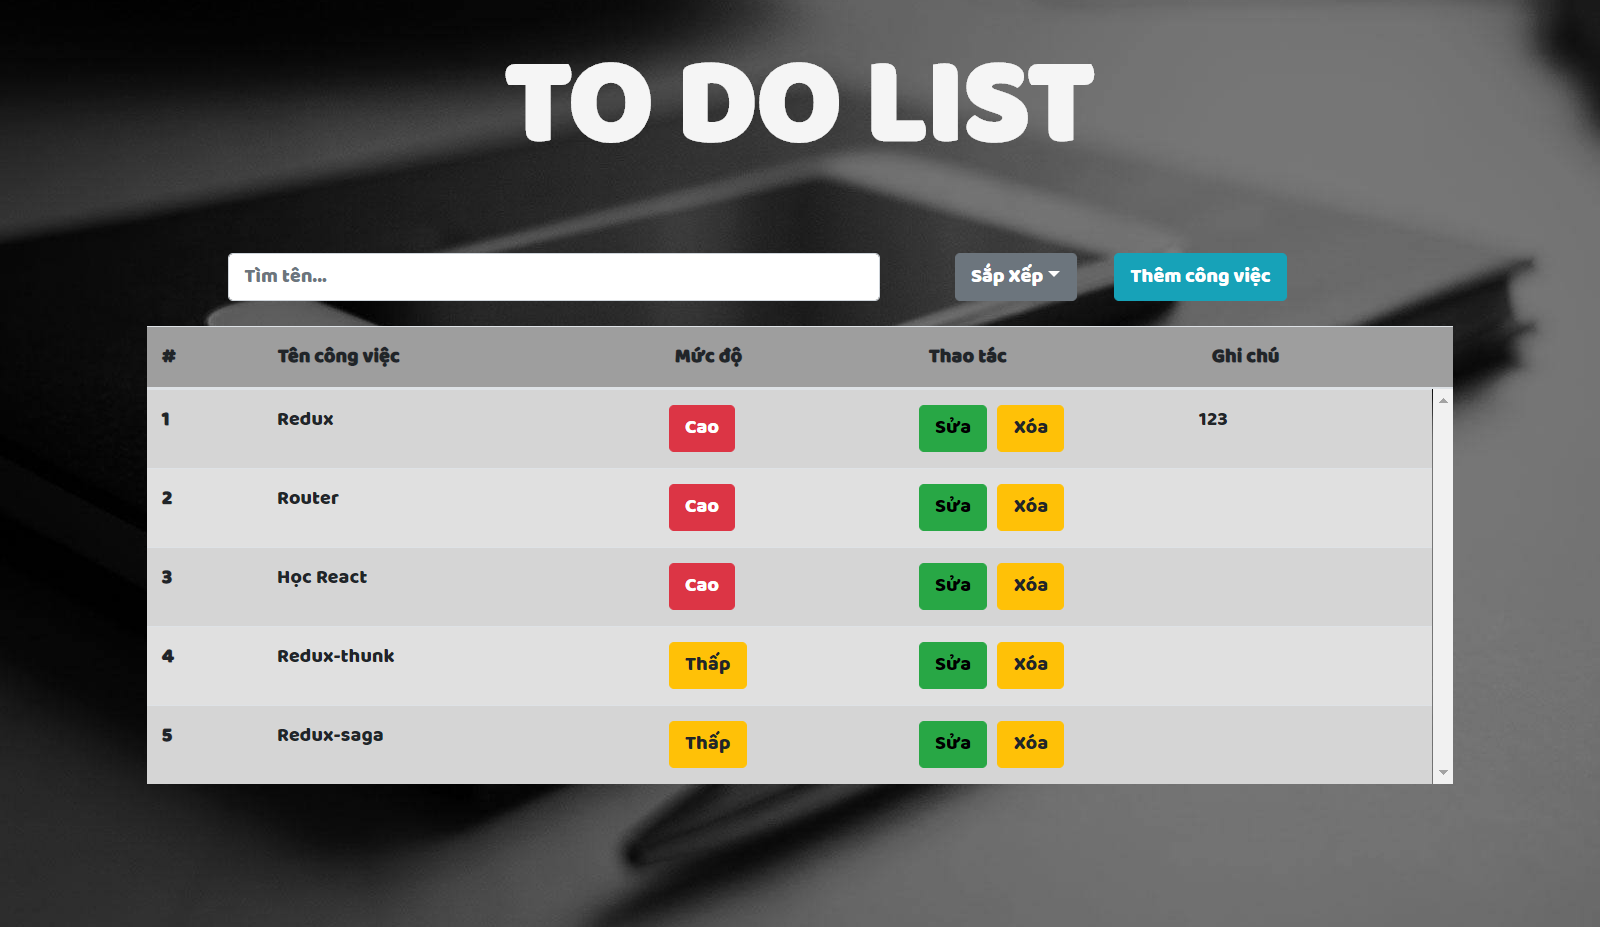 TO DO LIST
Tìm tên...
Sắp Xếp
Thêm công việc
# Tên công việc Mức độ Thao tác Ghi chú
1 Redux Cao Sửa Xóa 123
2 Router Cao Sửa Xóa
3 Học React Cao Sửa Xóa
4 Redux-thunk Thấp Sửa Xóa
5 Redux-saga Thấp Sửa Xóa